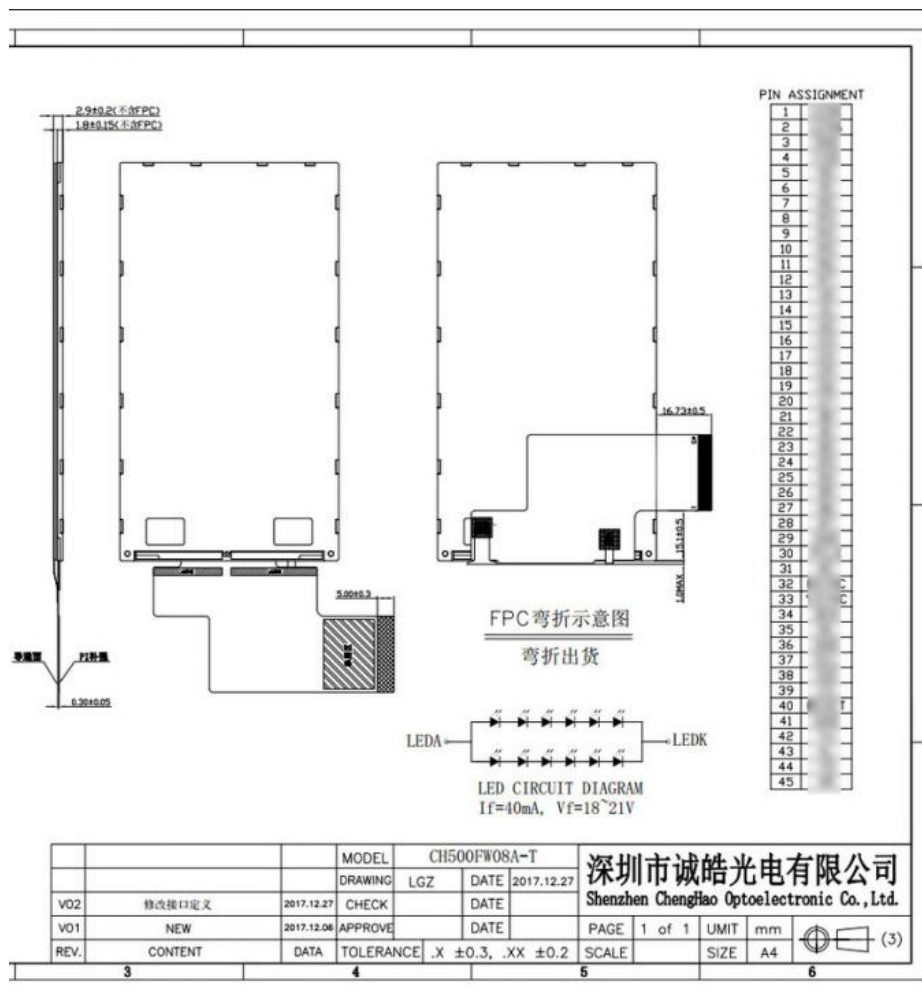 2.9±0.2(不含FPC)
1.8±0.15(不含FPC)
PIN ASSIGNMENT
1
2
3
4
5
6
7
8
9
10
11
12
13
14
15
16
17
18
19
20
21
22
23
24
25
26
27
28
29
30
31
32
33
34
35
36
37
38
39
40
41
42
43
44
45
16.73±0.5
15.1±0.5
1.0MAX
5.00±0.3
导通面
PI补强
0.30±0.05
FPC弯折示意图
弯折出货
LEDA
LEDK
LED CIRCUIT DIAGRAM
If=40mA, Vf=18~21V
MODEL CH500FW08A-T
DRAWING LGZ DATE 2017.12.27
V02 修改接口定义 2017.12.27 CHECK DATE
V01 NEW 2017.12.06 APPROVE DATE
REV. CONTENT DATA TOLERANCE .X ±0.3, .XX ±0.2
深圳市诚皓光电有限公司
Shenzhen ChengHao Optoelectronic Co.,Ltd.
PAGE 1 of 1 UMIT mm
SCALE SIZE A4
(3)
3 4 5 6